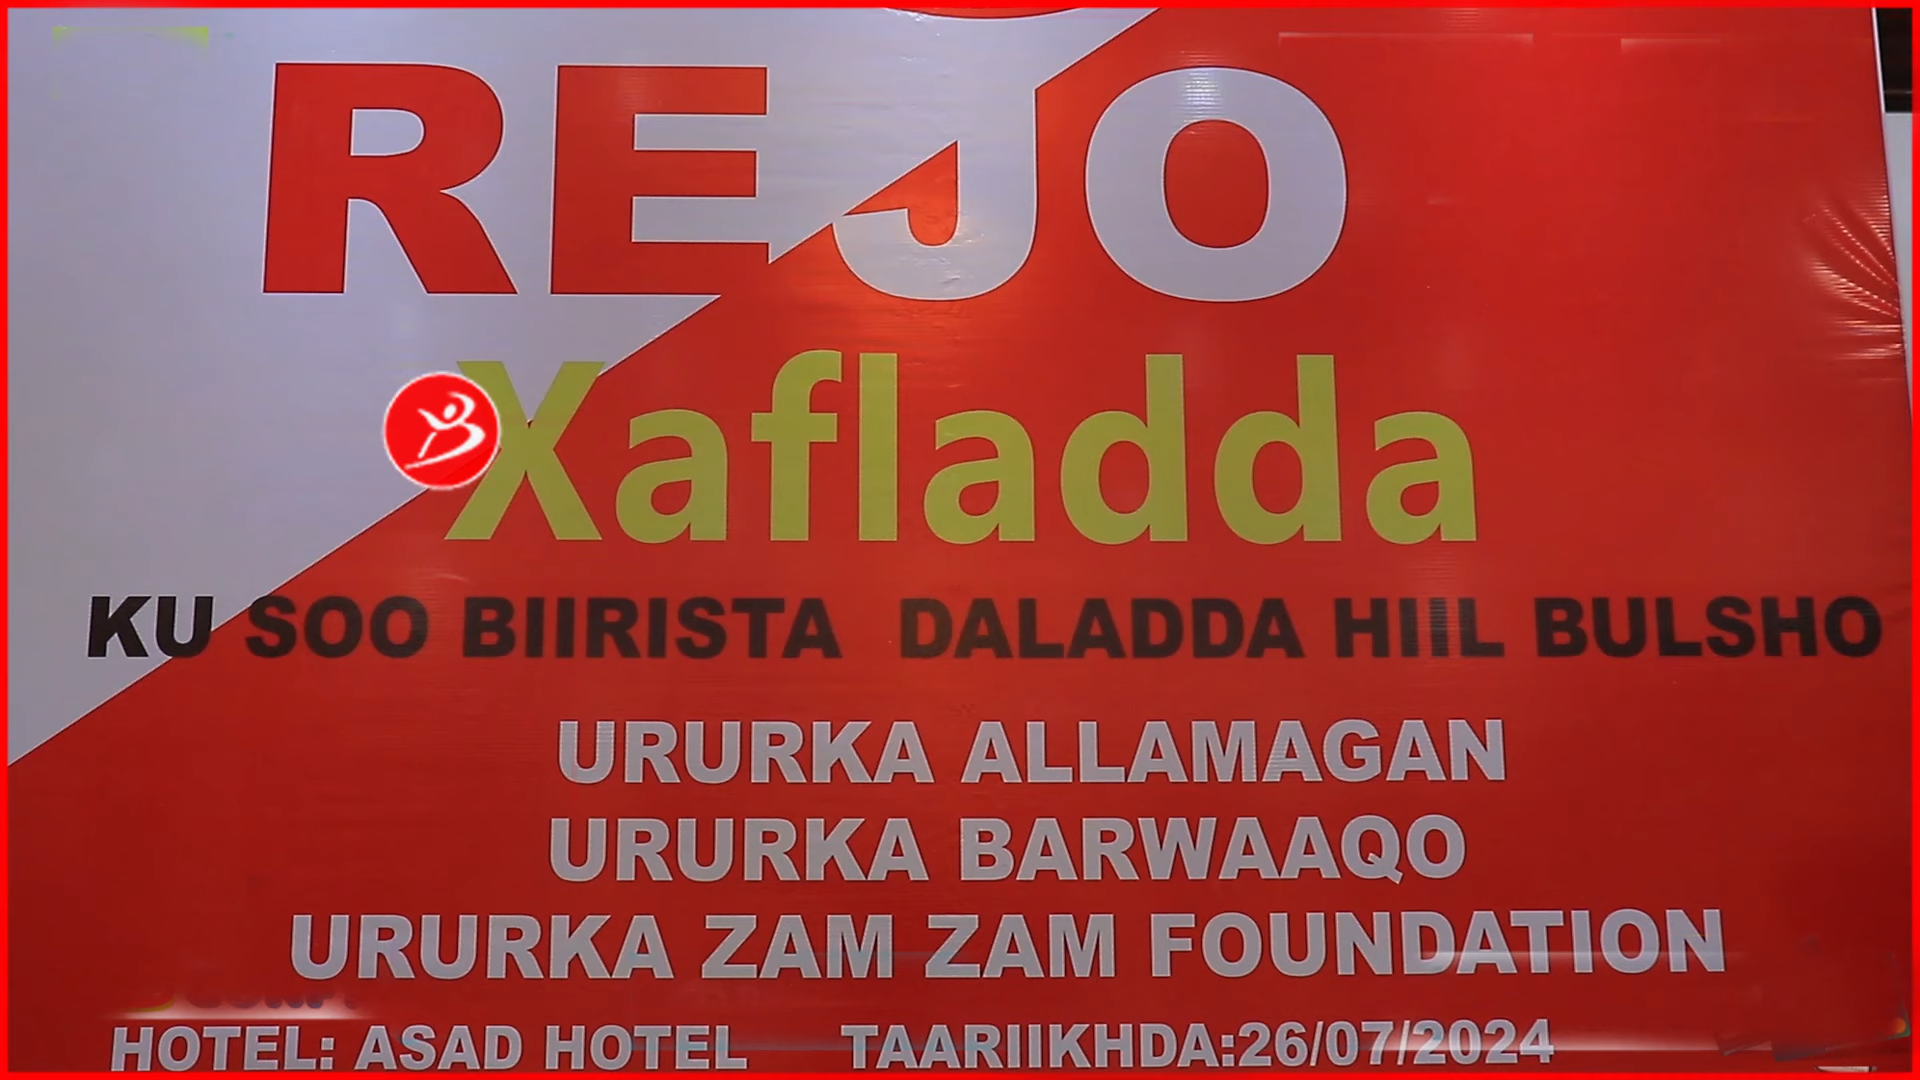 REJO
Xafladda
KU SOO BIIRISTA DALADDA HIIL BULSHO
URURKA ALLAMAGAN
URURKA BARWAAQO
URURKA ZAM ZAM FOUNDATION
HOTEL: ASAD HOTEL TAARIIKHDA:26/07/2024